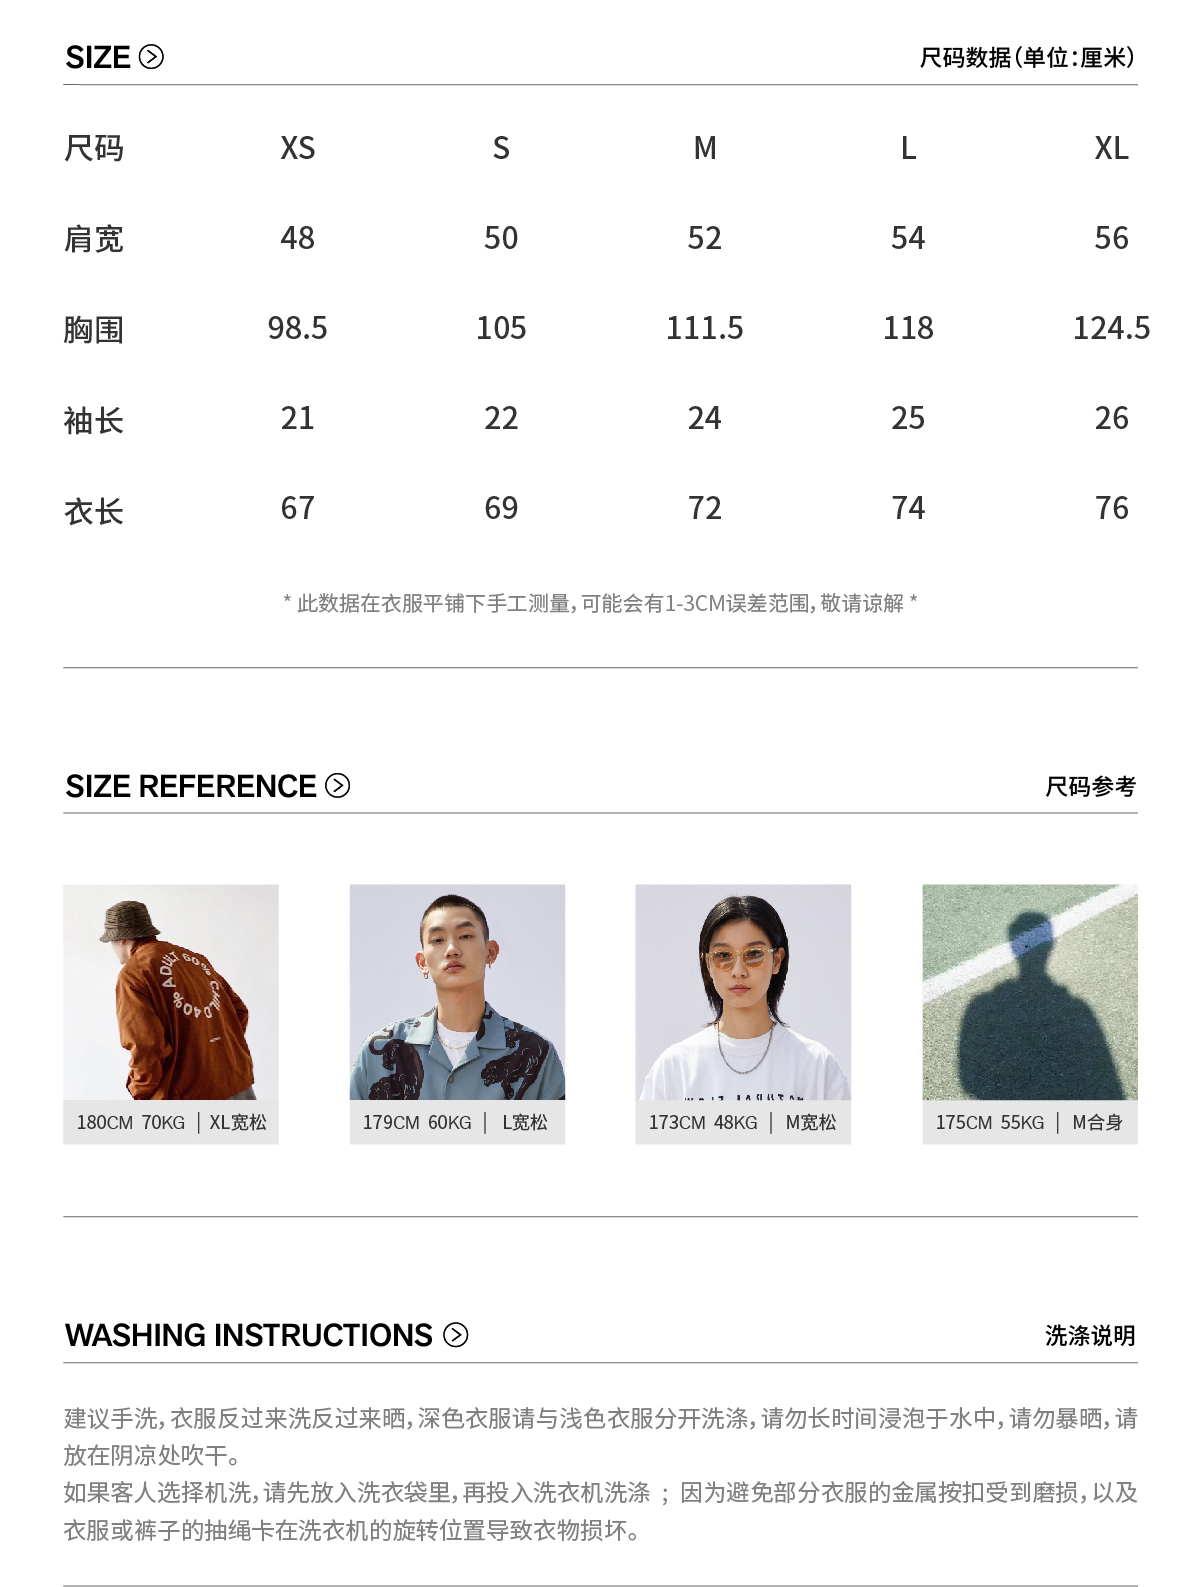 SIZE
尺码数据(单位:厘米)
尺码 XS S M L XL
肩宽 48 50 52 54 56
胸围 98.5 105 111.5 118 124.5
袖长 21 22 24 25 26
衣长 67 69 72 74 76
* 此数据在衣服平铺下手工测量,可能会有1-3CM误差范围,敬请谅解 *
SIZE REFERENCE
尺码参考
ADULT 60% CHILD 40%
180CM 70KG | XL宽松
179CM 60KG | L宽松
173CM 48KG | M宽松
175CM 55KG | M合身
WASHING INSTRUCTIONS
洗涤说明
建议手洗,衣服反过来洗反过来晒,深色衣服请与浅色衣服分开洗涤,请勿长时间浸泡于水中,请勿暴晒,请
放在阴凉处吹干。
如果客人选择机洗,请先放入洗衣袋里,再投入洗衣机洗涤 ; 因为避免部分衣服的金属按扣受到磨损,以及
衣服或裤子的抽绳卡在洗衣机的旋转位置导致衣物损坏。